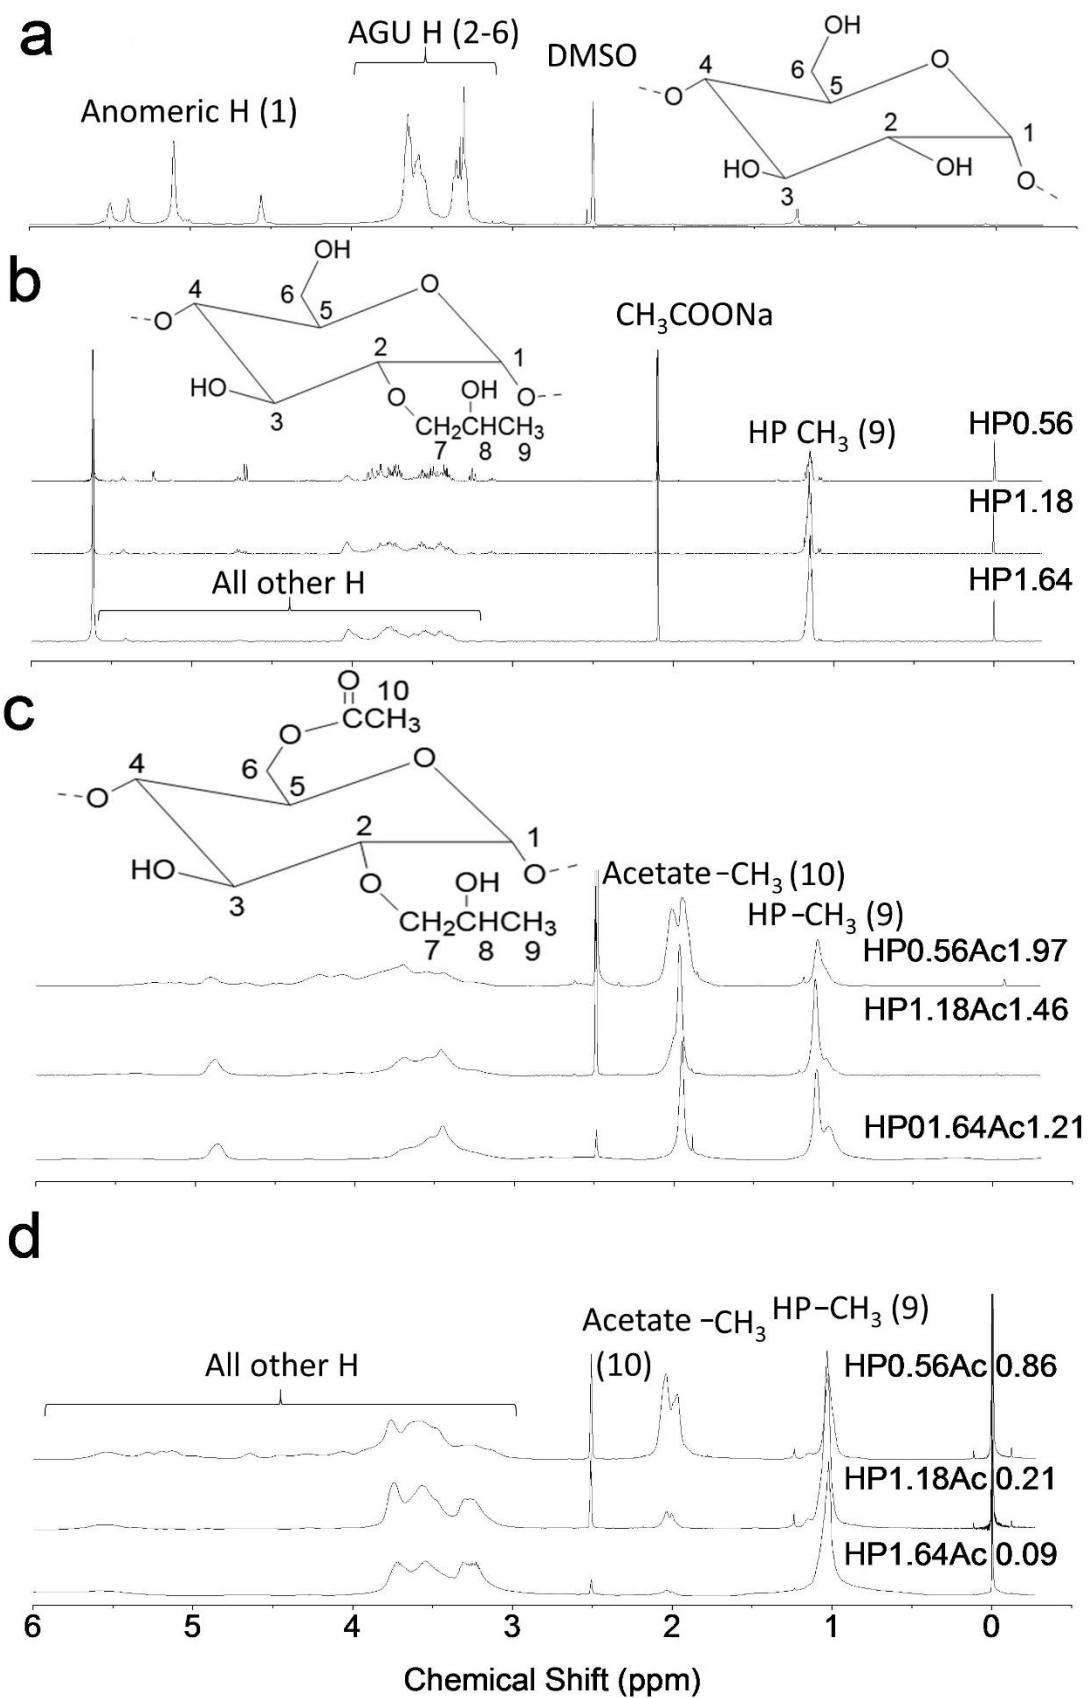 a
AGU H (2-6)
DMSO
Anomeric H (1)
OH
6
5
4
O
O
HO
3
2
OH
1
O
b
OH
6
5
4
O
O
HO
3
2
1
O
OH
O
CH₂CHCH₃
7 8 9
CH₃COONa
HP CH₃ (9)
HP0.56
HP1.18
HP1.64
All other H
c
O
10
CCH₃
O
6
5
4
O
O
HO
3
2
1
O
OH
O
CH₂CHCH₃
7 8 9
Acetate –CH₃ (10)
HP –CH₃ (9)
HP0.56Ac1.97
HP1.18Ac1.46
HP01.64Ac1.21
d
All other H
Acetate –CH₃
(10)
HP–CH₃ (9)
HP0.56Ac 0.86
HP1.18Ac 0.21
HP1.64Ac 0.09
6 5 4 3 2 1 0
Chemical Shift (ppm)